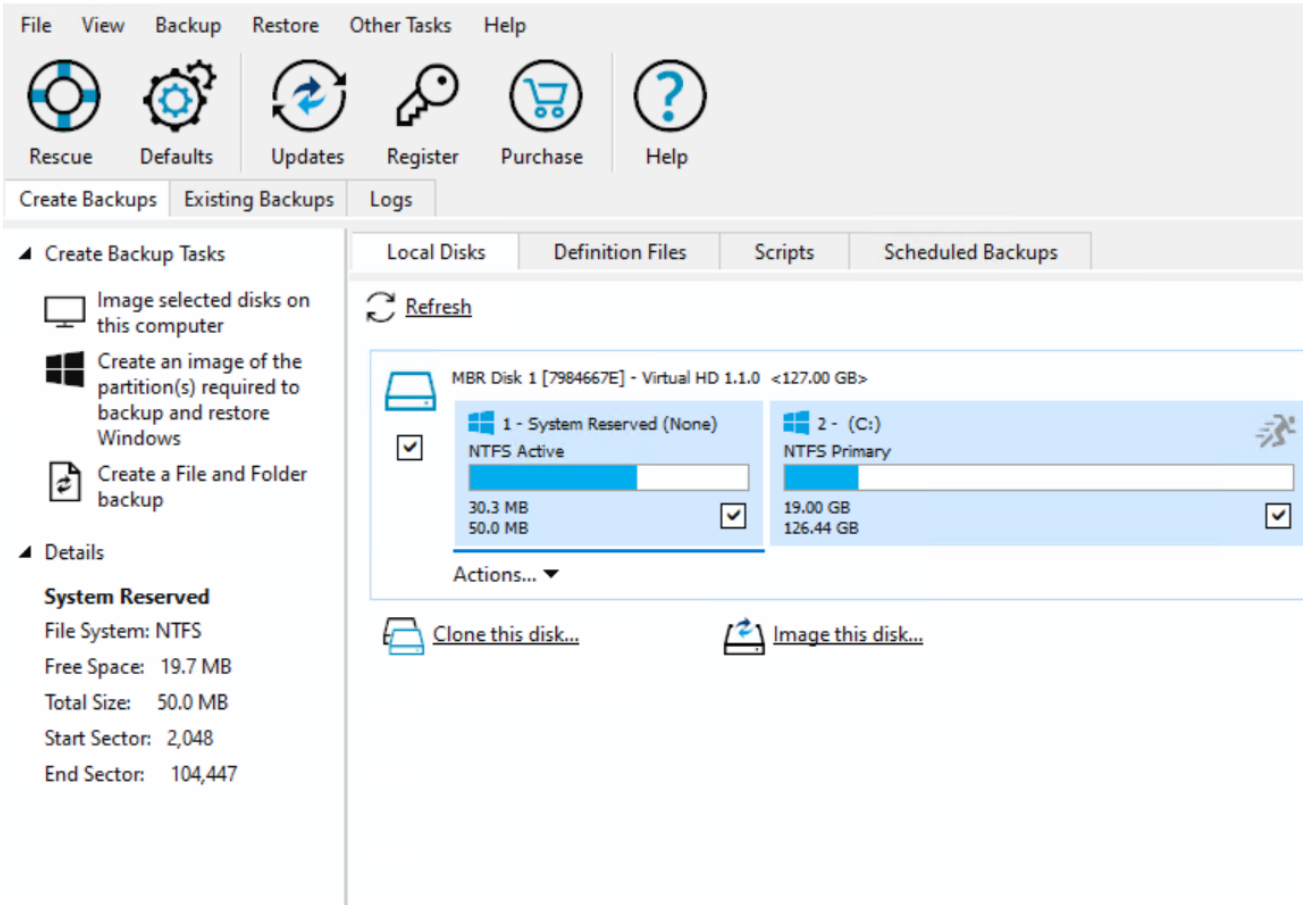 File View Backup Restore Other Tasks Help
Rescue Defaults Updates Register Purchase Help
Create Backups Existing Backups Logs
Create Backup Tasks
Image selected disks on
this computer
Create an image of the
partition(s) required to
backup and restore
Windows
Create a File and Folder
backup
Details
System Reserved
File System: NTFS
Free Space: 19.7 MB
Total Size: 50.0 MB
Start Sector: 2,048
End Sector: 104,447
Local Disks Definition Files Scripts Scheduled Backups
Refresh
MBR Disk 1 [7984667E] - Virtual HD 1.1.0 <127.00 GB>
1 - System Reserved (None)
NTFS Active
30.3 MB
50.0 MB
2 - (C:)
NTFS Primary
19.00 GB
126.44 GB
Actions...
Clone this disk... Image this disk...